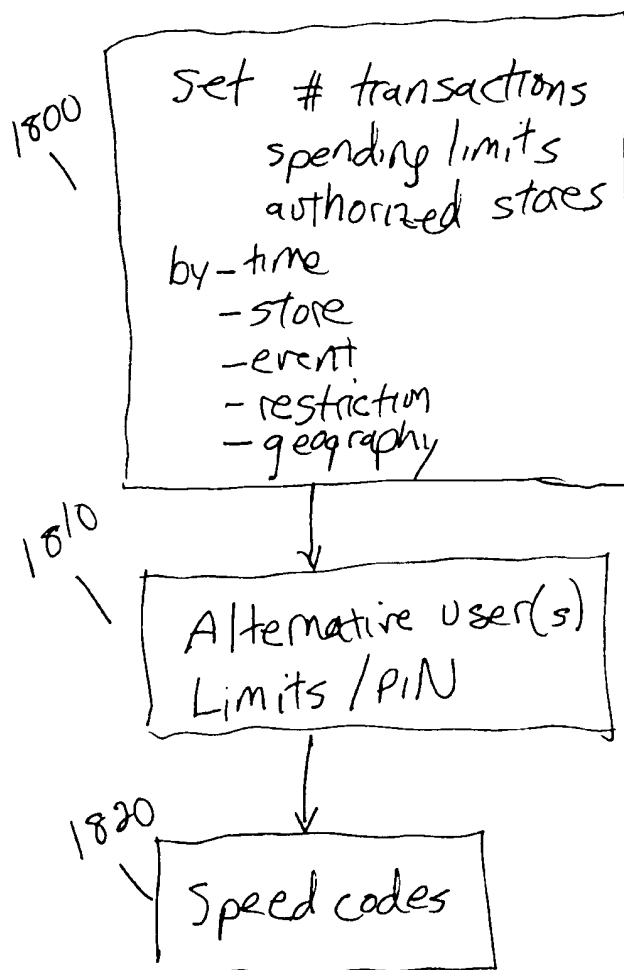 1800
set # transactions
spending limits
authorized stores
by - time
- store
- event
- restriction
- geography
1810
Alternative user(s)
Limits / PIN
1820
Speed codes